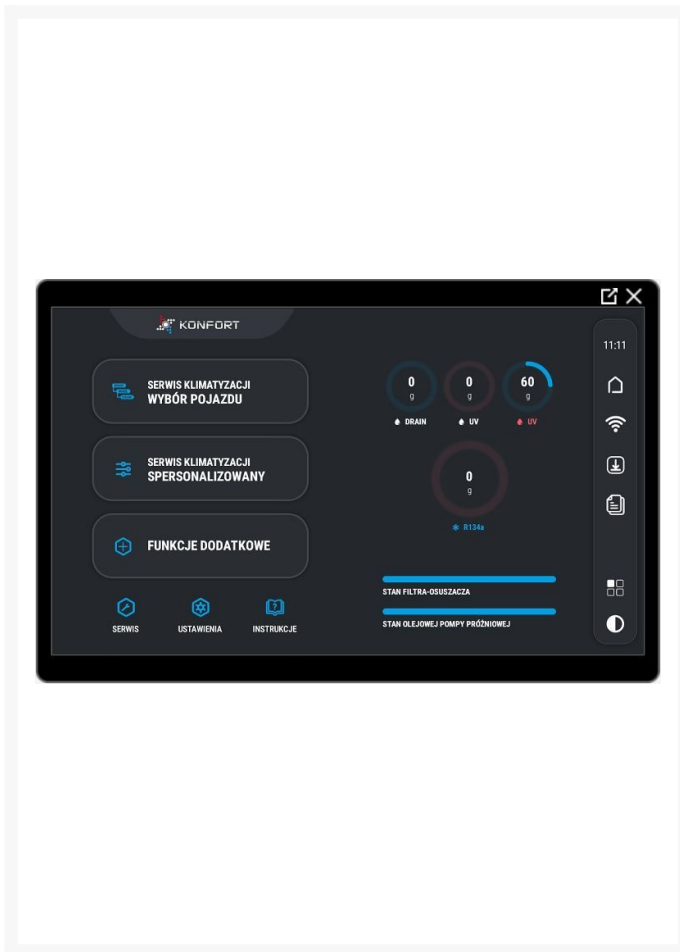 KONFORT
11:11
SERWIS KLIMATYZACJI
WYBÓR POJAZDU
0
g
0
g
60
g
DRAIN
UV
UV
SERWIS KLIMATYZACJI
SPERSONALIZOWANY
0
g
R134a
FUNKCJE DODATKOWE
STAN FILTRA-OSUSZACZA
STAN OLEJOWEJ POMPY PRÓŻNIOWEJ
SERWIS
USTAWIENIA
INSTRUKCJE